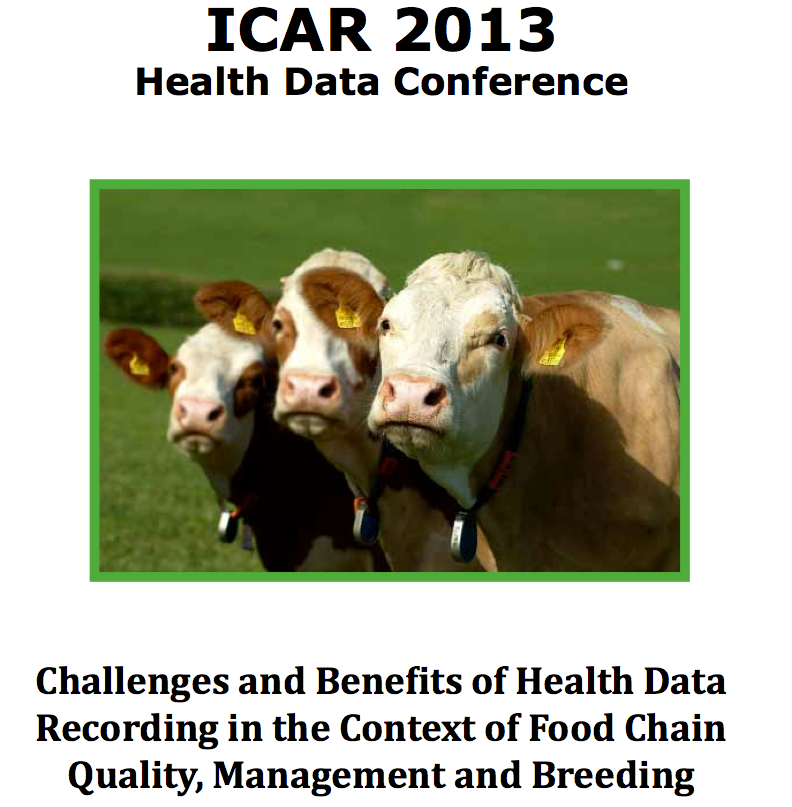 ICAR 2013
Health Data Conference
Challenges and Benefits of Health Data
Recording in the Context of Food Chain
Quality, Management and Breeding